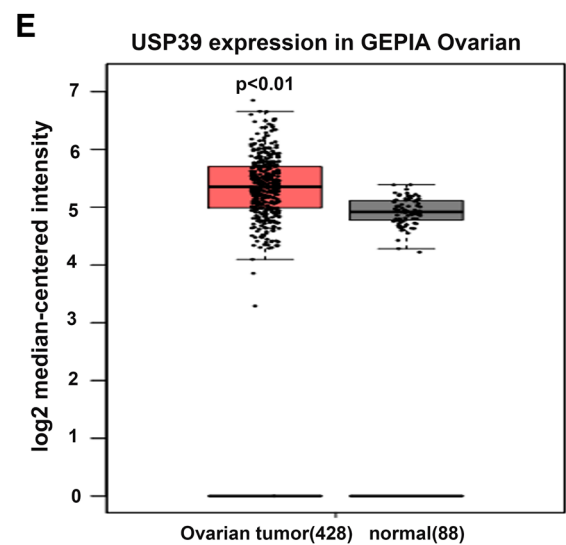 E
USP39 expression in GEPIA Ovarian
p<0.01
log2 median-centered intensity
7
6
5
4
3
2
1
0
Ovarian tumor(428) normal(88)